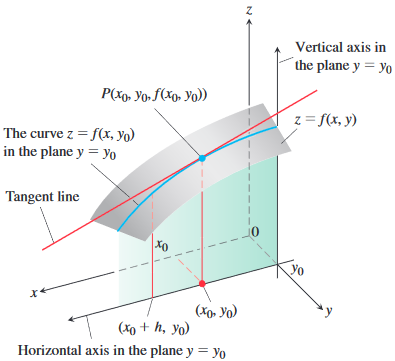 z
Vertical axis in
the plane y = y₀
P(x₀, y₀, f(x₀, y₀))
z = f(x, y)
The curve z = f(x, y₀)
in the plane y = y₀
Tangent line
x₀
0
y₀
x
(x₀, y₀)
y
(x₀ + h, y₀)
Horizontal axis in the plane y = y₀